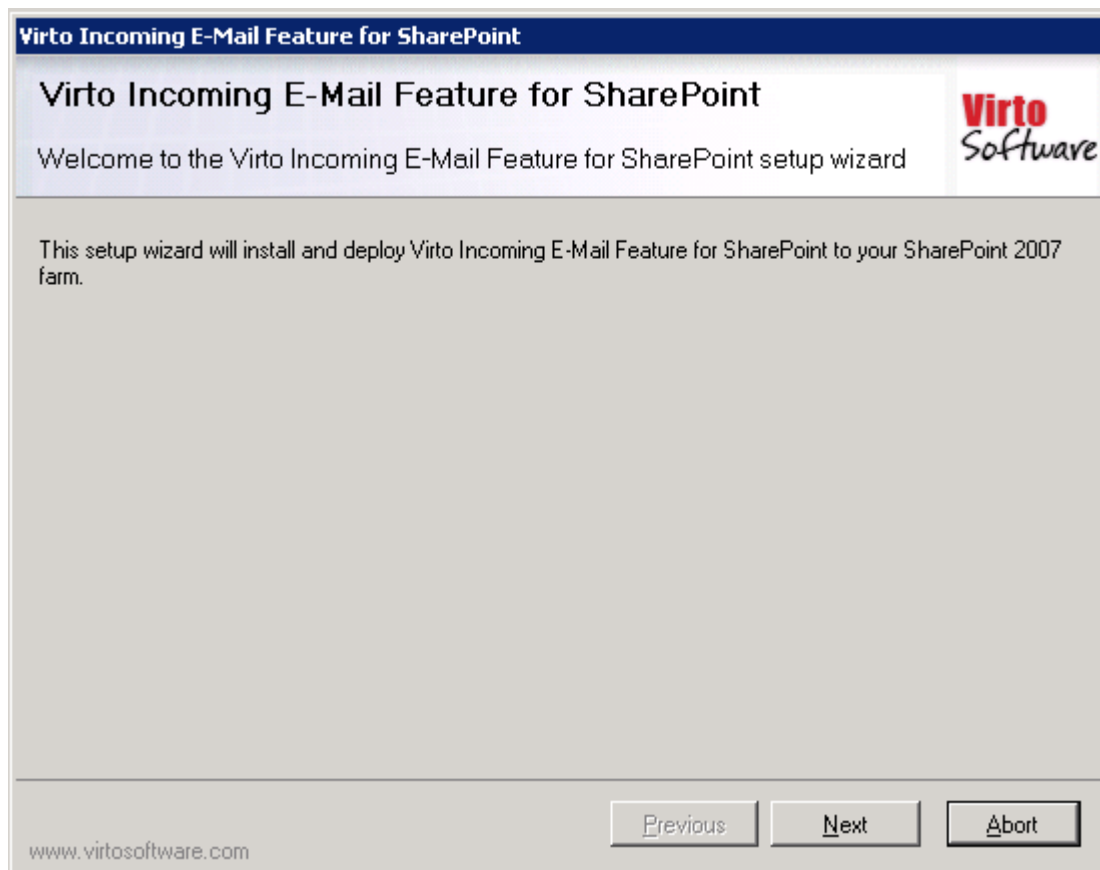 Virto Incoming E-Mail Feature for SharePoint
Virto Incoming E-Mail Feature for SharePoint
Welcome to the Virto Incoming E-Mail Feature for SharePoint setup wizard
Virto
Software
This setup wizard will install and deploy Virto Incoming E-Mail Feature for SharePoint to your SharePoint 2007
farm.
Previous
Next
Abort
www.virtosoftware.com